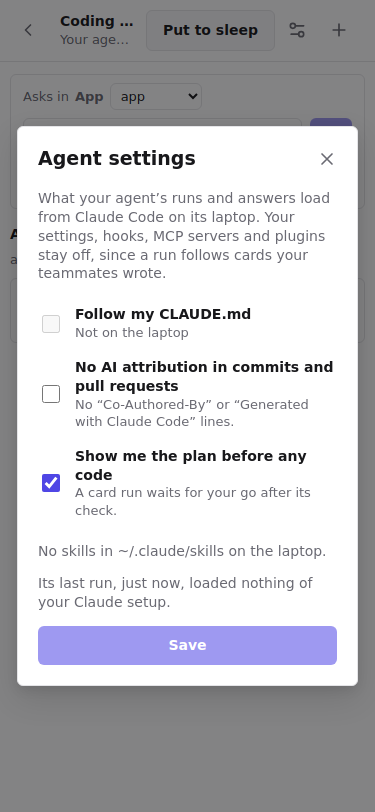 Coding ...
Your age...
Put to sleep
Asks in App app
Agent settings
What your agent’s runs and answers load
from Claude Code on its laptop. Your
settings, hooks, MCP servers and plugins
stay off, since a run follows cards your
teammates wrote.
Follow my CLAUDE.md
Not on the laptop
No AI attribution in commits and
pull requests
No “Co-Authored-By” or “Generated
with Claude Code” lines.
Show me the plan before any
code
A card run waits for your go after its
check.
No skills in ~/.claude/skills on the laptop.
Its last run, just now, loaded nothing of
your Claude setup.
Save